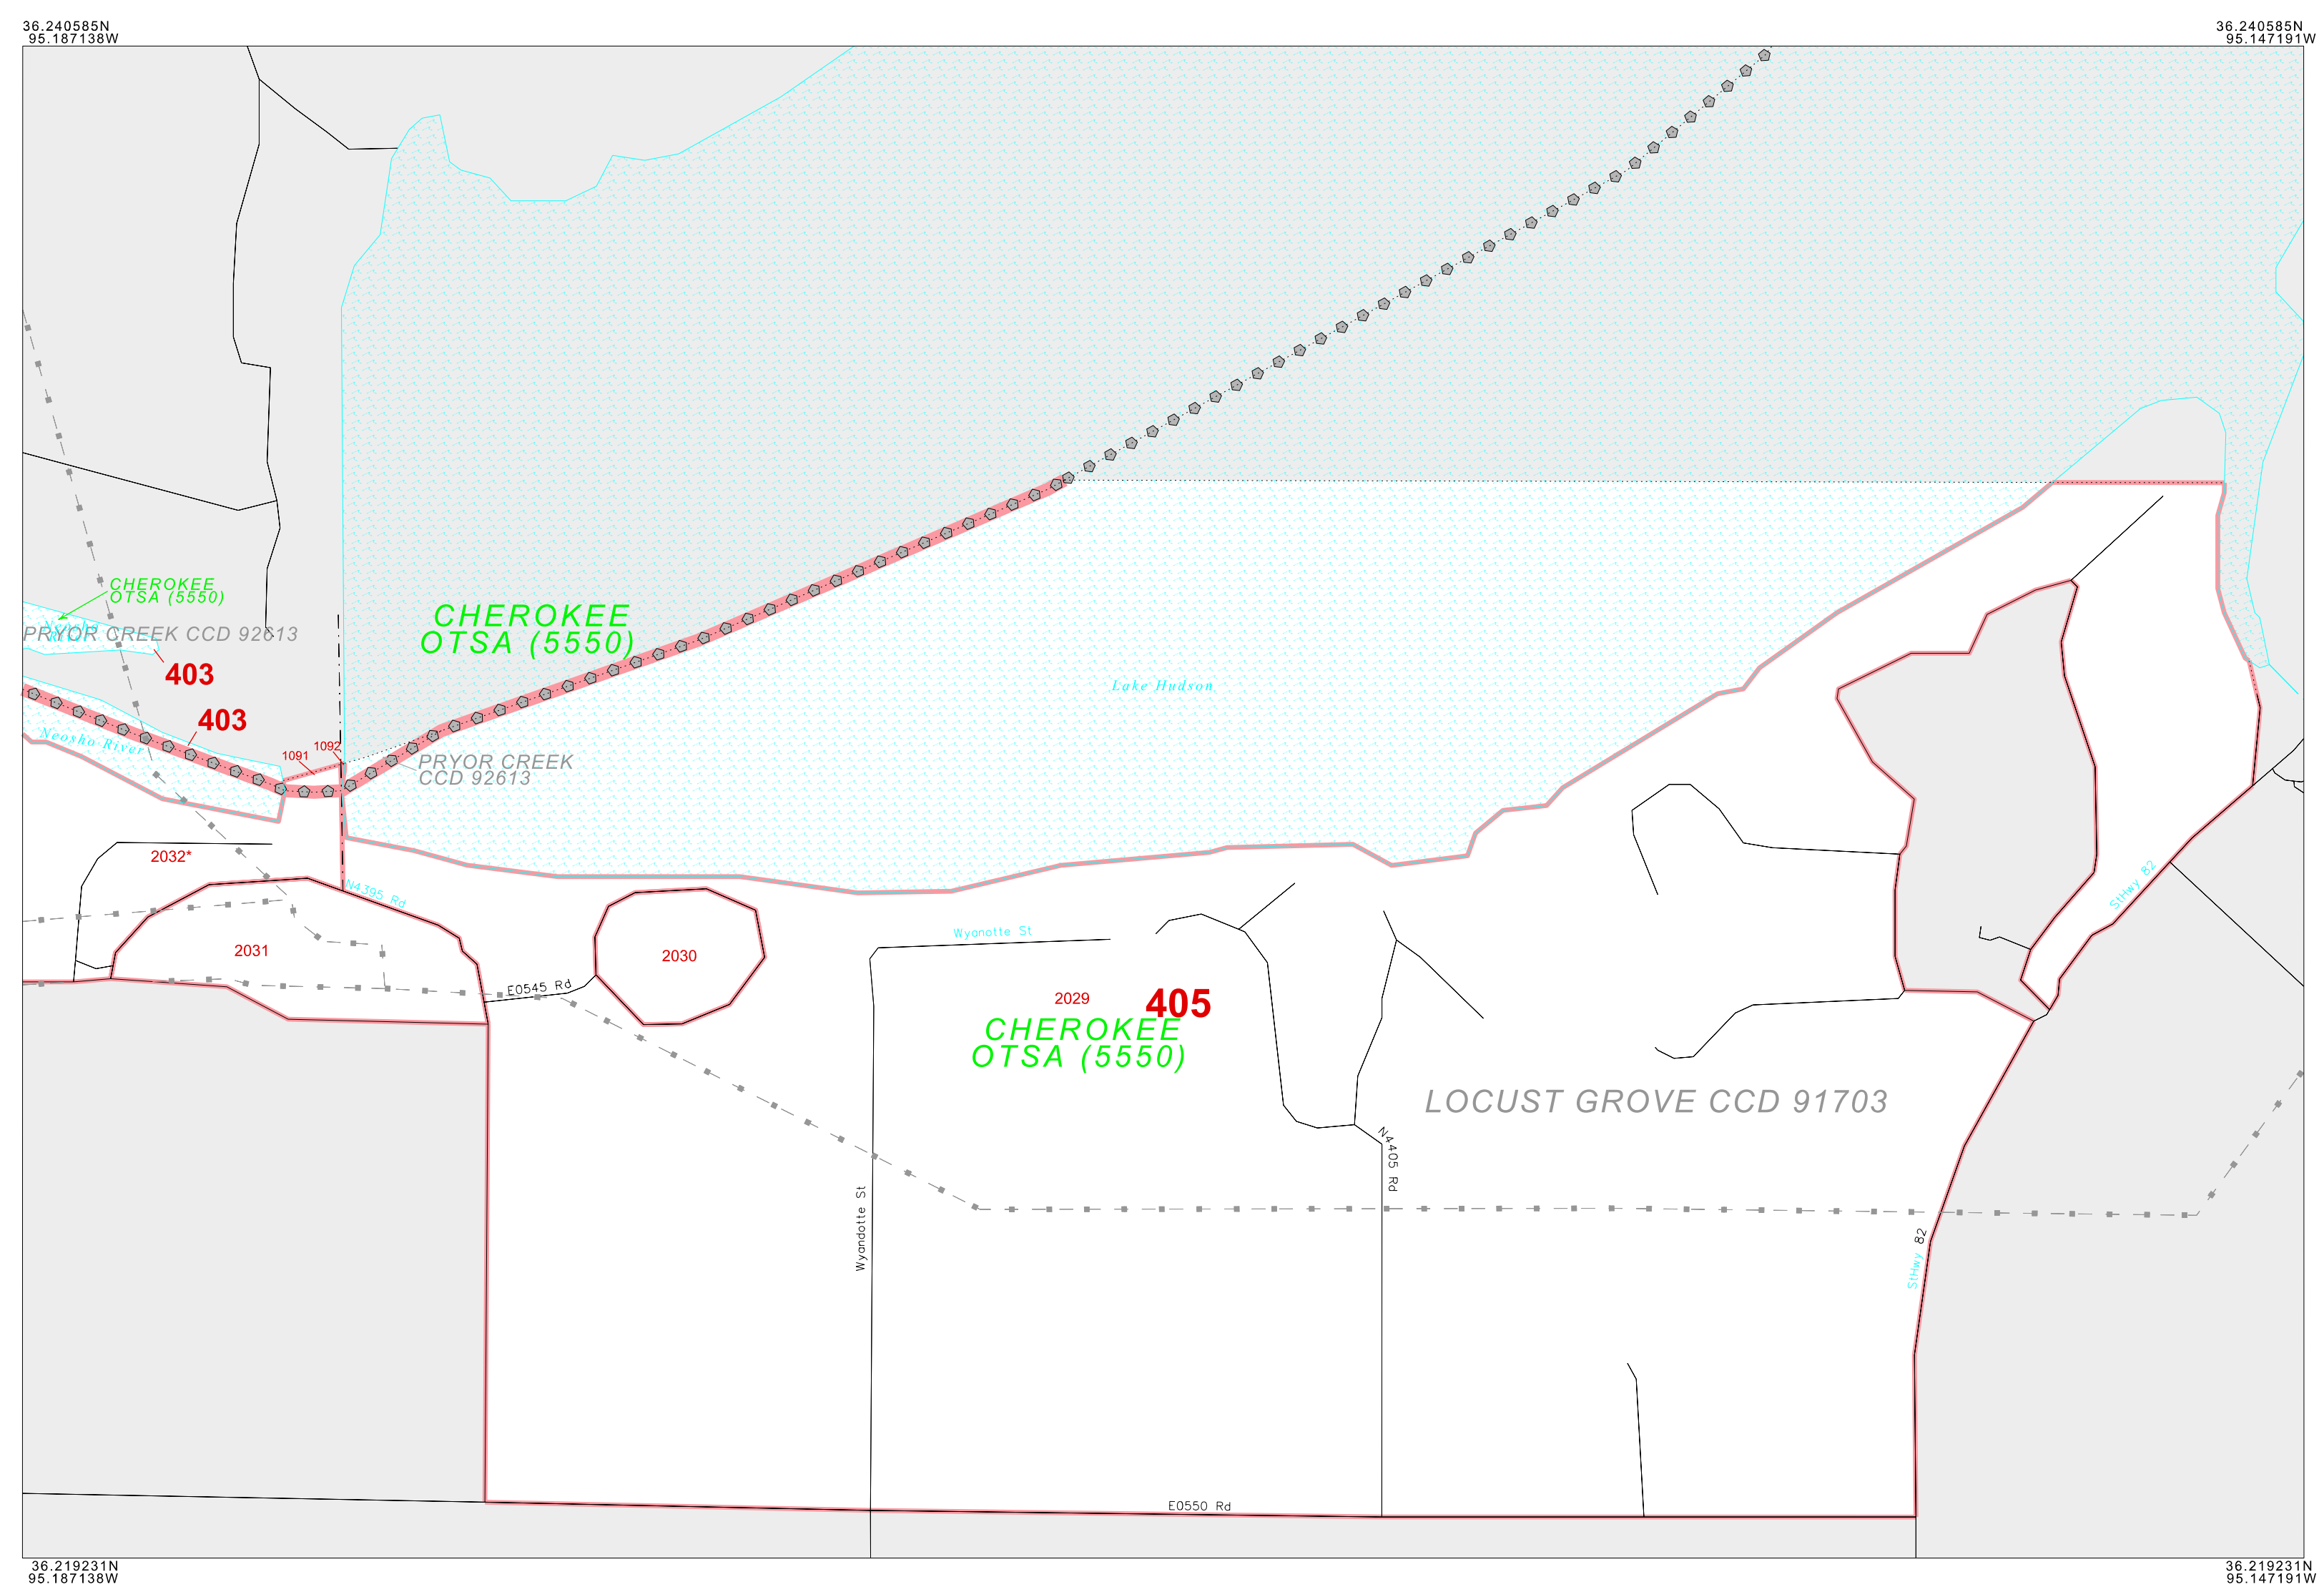 36.240585N
95.187138W
36.240585N
95.147191W
CHEROKEE
OTSA (5550)
Neosho
River
PRYOR CREEK CCD 92613
403
CHEROKEE
OTSA (5550)
Lake Hudson
403
Neosho River
1091
1092
PRYOR CREEK
CCD 92613
2032*
N4395 Rd
StHwy 82
2031
2030
Wyanotte St
E0545 Rd
2029
405
CHEROKEE
OTSA (5550)
LOCUST GROVE CCD 91703
N4405 Rd
Wyandotte St
StHwy 82
E0550 Rd
36.219231N
95.187138W
36.219231N
95.147191W